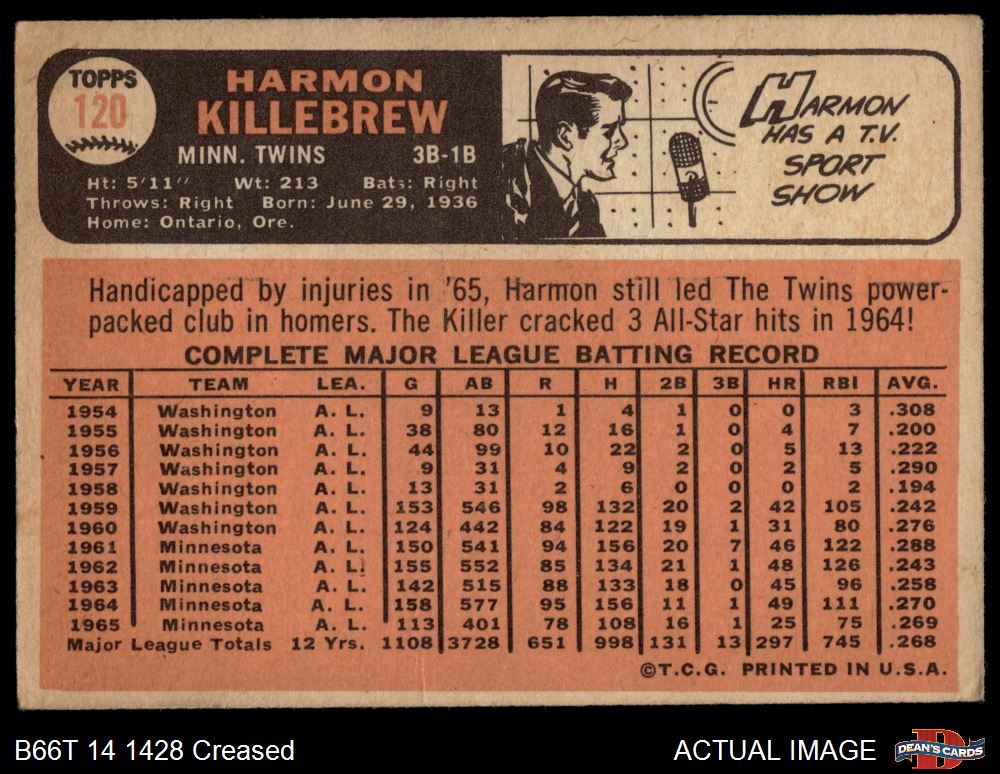 TOPPS
120
HARMON
KILLEBREW
MINN. TWINS 3B-1B
Ht: 5'11" Wt: 213 Bats: Right
Throws: Right Born: June 29, 1936
Home: Ontario, Ore.
HARMON
HAS A T.V.
SPORT
SHOW
Handicapped by injuries in '65, Harmon still led The Twins power-
packed club in homers. The Killer cracked 3 All-Star hits in 1964!
COMPLETE MAJOR LEAGUE BATTING RECORD
YEAR TEAM LEA. G AB R H 2B 3B HR RBI AVG.
1954 Washington A. L. 9 13 1 4 1 0 0 3 .308
1955 Washington A. L. 38 80 12 16 1 0 4 7 .200
1956 Washington A. L. 44 99 10 22 2 0 5 13 .222
1957 Washington A. L. 9 31 4 9 2 0 2 5 .290
1958 Washington A. L. 13 31 2 6 0 0 0 2 .194
1959 Washington A. L. 153 546 98 132 20 2 42 105 .242
1960 Washington A. L. 124 442 84 122 19 1 31 80 .276
1961 Minnesota A. L. 150 541 94 156 20 7 46 122 .288
1962 Minnesota A. L. 155 552 85 134 21 1 48 126 .243
1963 Minnesota A. L. 142 515 88 133 18 0 45 96 .258
1964 Minnesota A. L. 158 577 95 156 11 1 49 111 .270
1965 Minnesota A. L. 113 401 78 108 16 1 25 75 .269
Major League Totals 12 Yrs. 1108 3728 651 998 131 13 297 745 .268
©T.C.G. PRINTED IN U.S.A.
B66T 14 1428 Creased ACTUAL IMAGE
DEAN'S CARDS